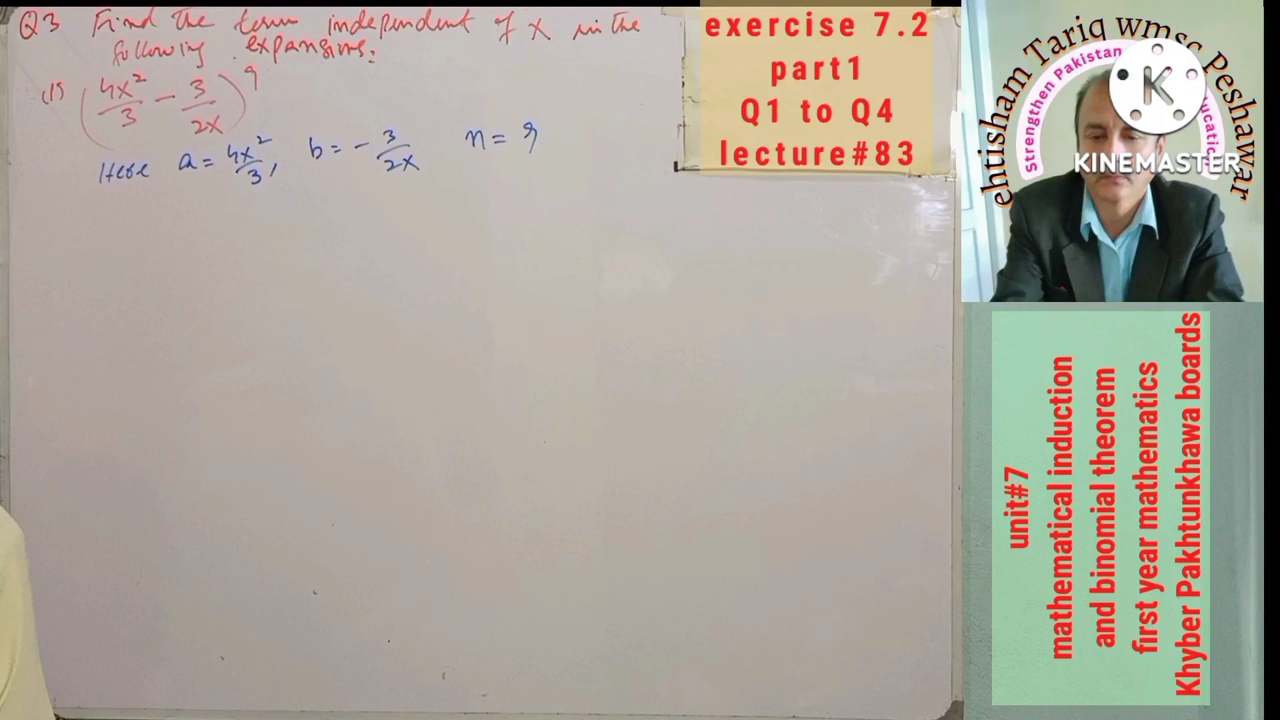 Q3 Find the term independent of x in the
following expansions.
(i) (4x²/3 - 3/2x)⁹
Here a = 4x²/3, b = - 3/2x n = 9
exercise 7.2
part1
Q1 to Q4
lecture#83
ehtisham Tariq wmsc Peshawar
Strengthen Pakistan
KINEMASTER
unit#7
mathematical induction
and binomial theorem
first year mathematics
Khyber Pakhtunkhawa boards